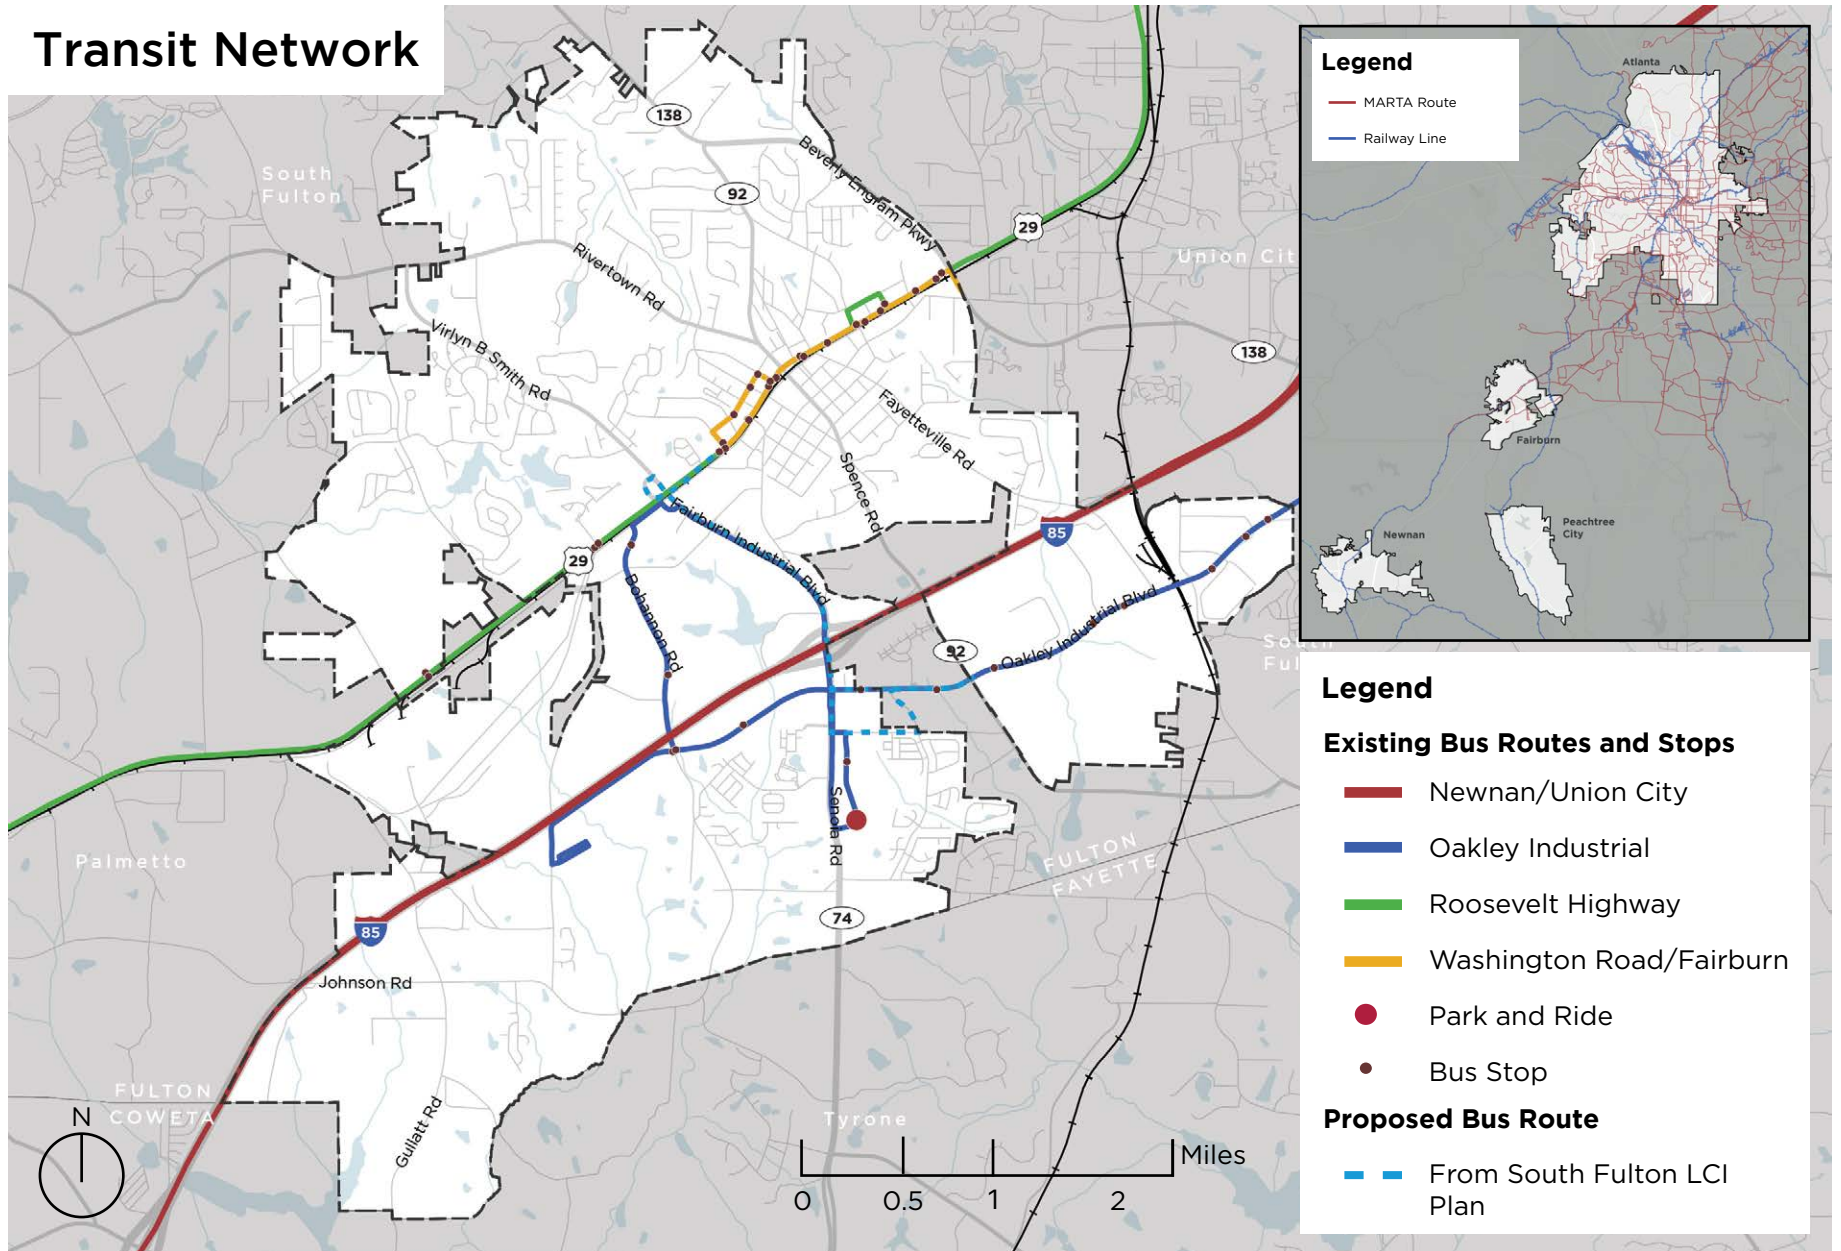 Transit Network
138
South
Fulton
Beverly Engram Pkwy
92
29
Union Cit
Rivertown Rd
Virlyn B Smith Rd
138
Fayetteville Rd
Spence Rd
Fairburn Industrial Blvd
85
29
Bohannon Rd
Oakley Industrial Blvd
92
South
Ful
Senoia Rd
Palmetto
FULTON
FAYETTE
74
85
Johnson Rd
FULTON
COWETA
Gullatt Rd
Tyrone
N
Miles
0 0.5 1 2
Legend
MARTA Route
Railway Line
Atlanta
Fairburn
Newnan
Peachtree
City
Legend
Existing Bus Routes and Stops
Newnan/Union City
Oakley Industrial
Roosevelt Highway
Washington Road/Fairburn
Park and Ride
Bus Stop
Proposed Bus Route
From South Fulton LCI
Plan